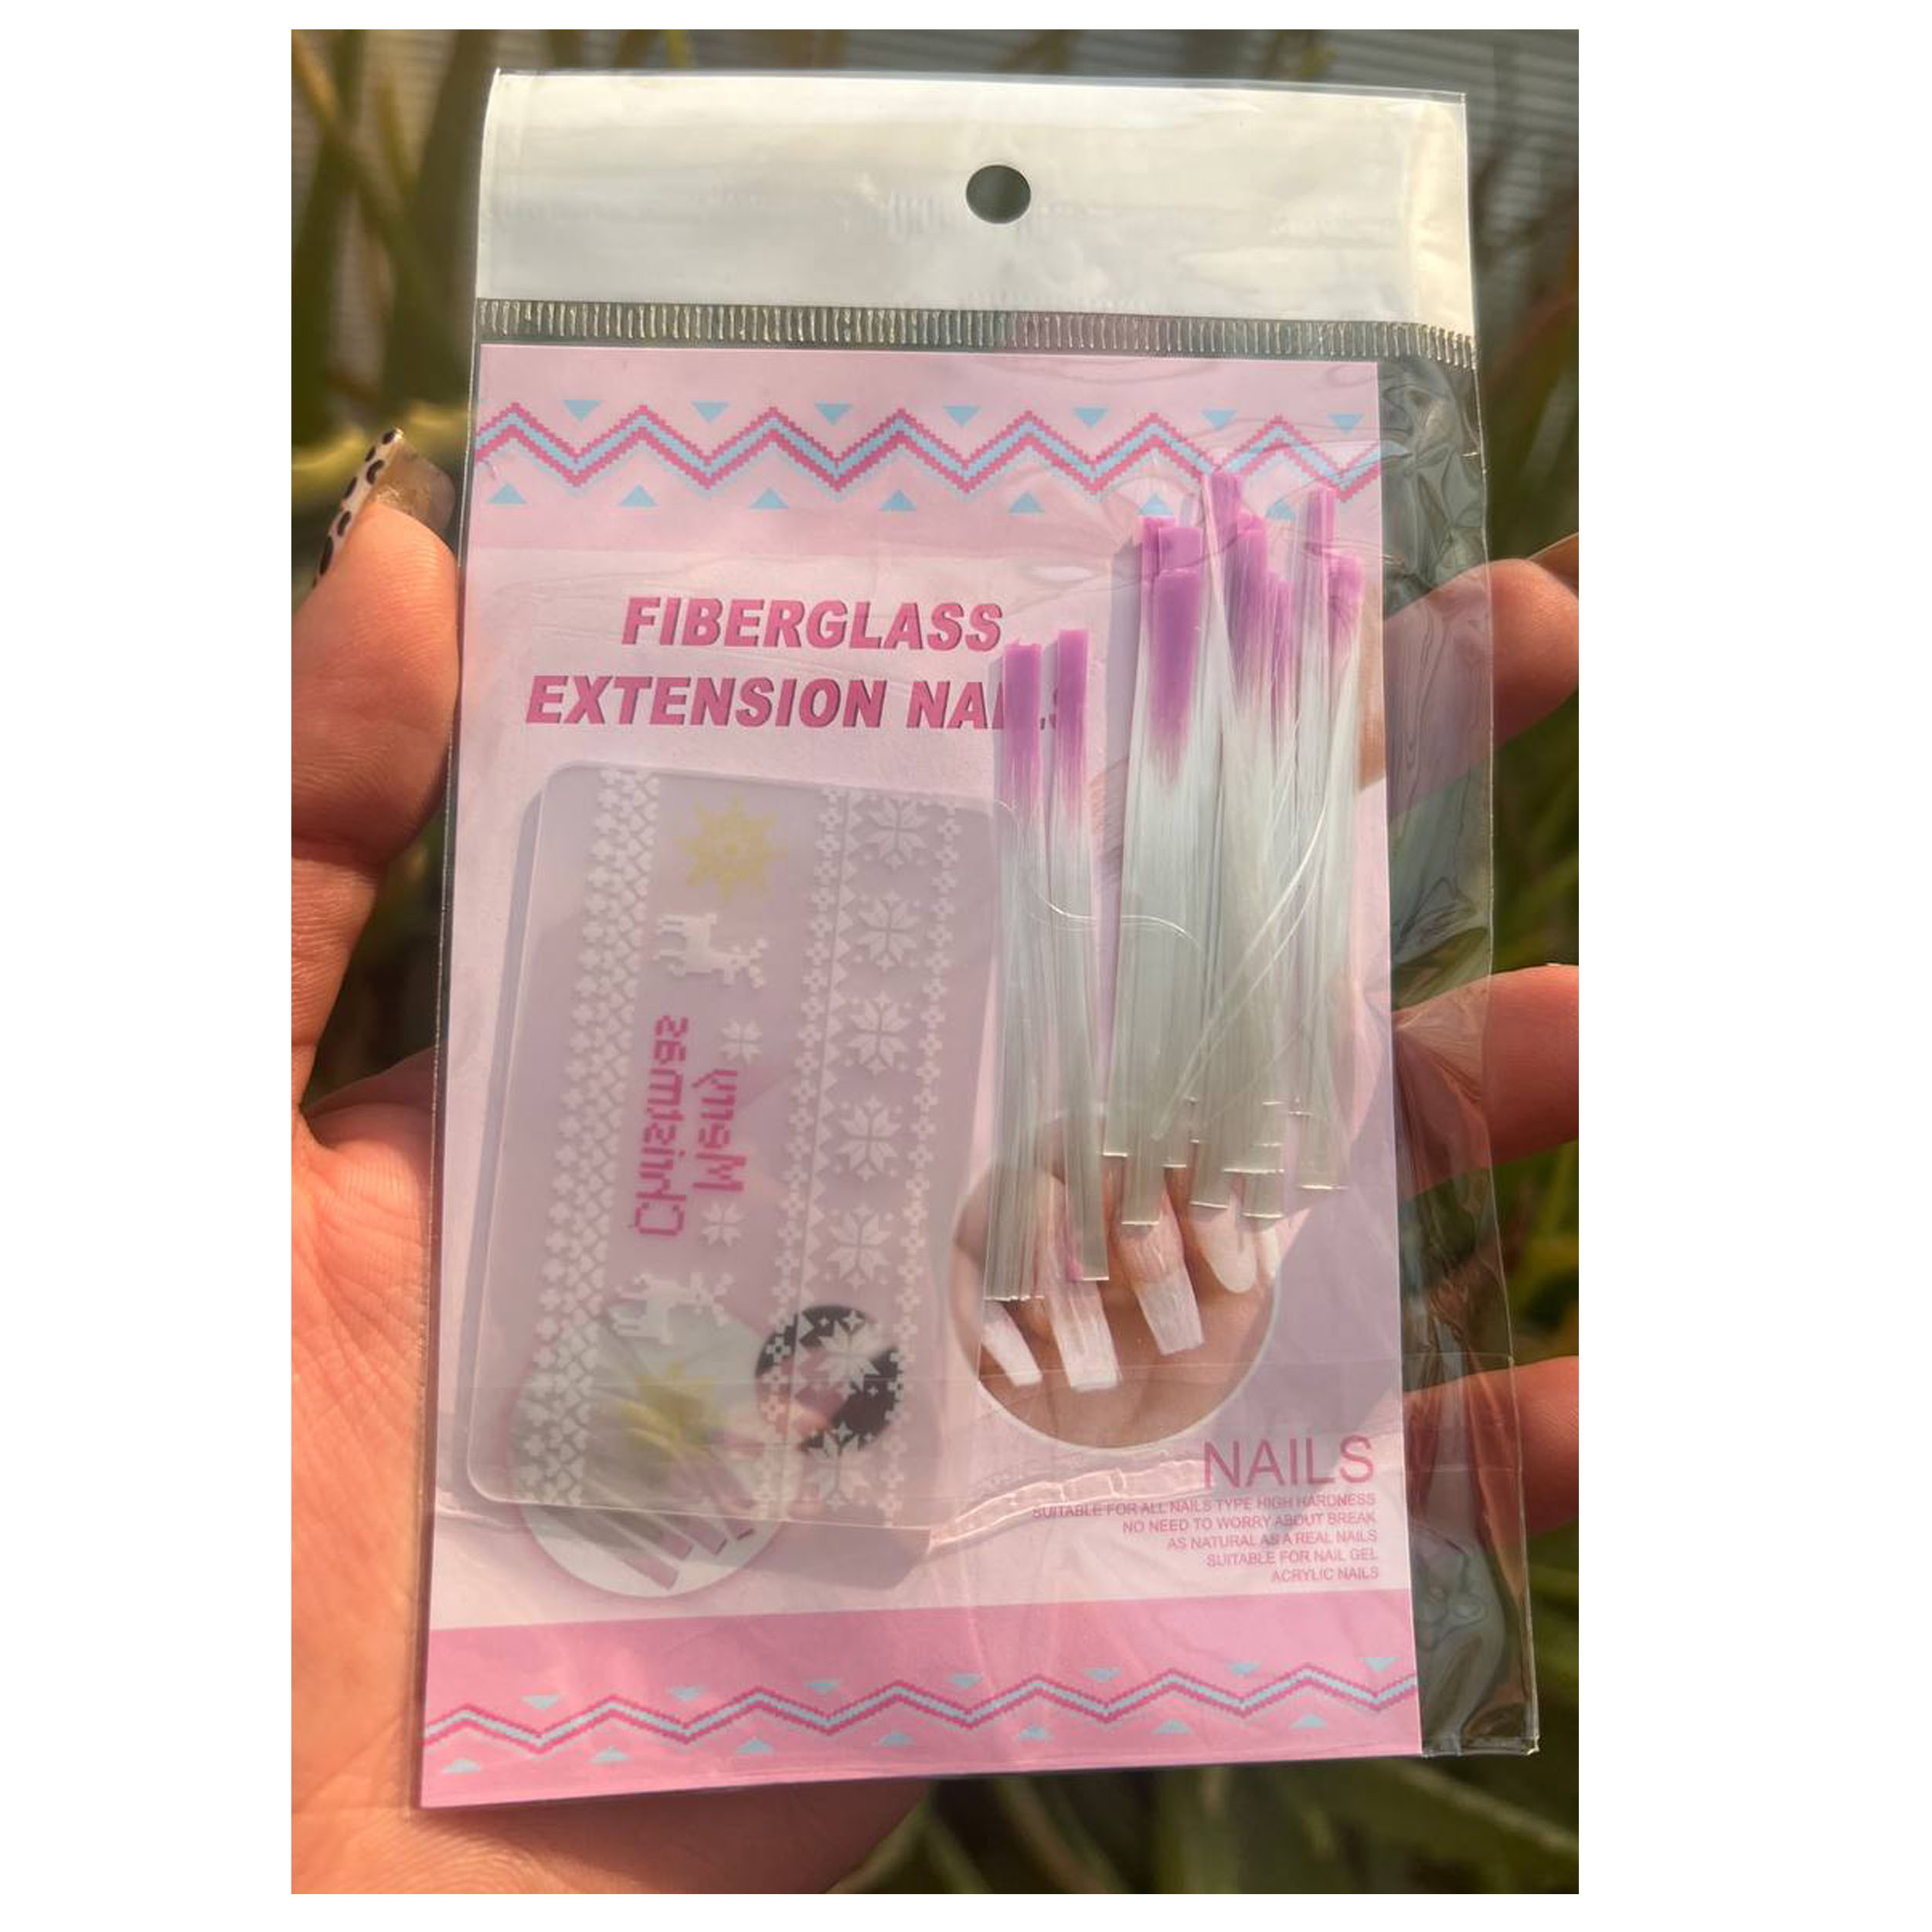 FIBERGLASS
EXTENSION NAILS
Merry
Christmas
NAILS
SUITABLE FOR ALL NAILS TYPE HIGH HARDNESS
NO NEED TO WORRY ABOUT BREAK
AS NATURAL AS A REAL NAILS
SUITABLE FOR NAIL GEL
ACRYLIC NAILS